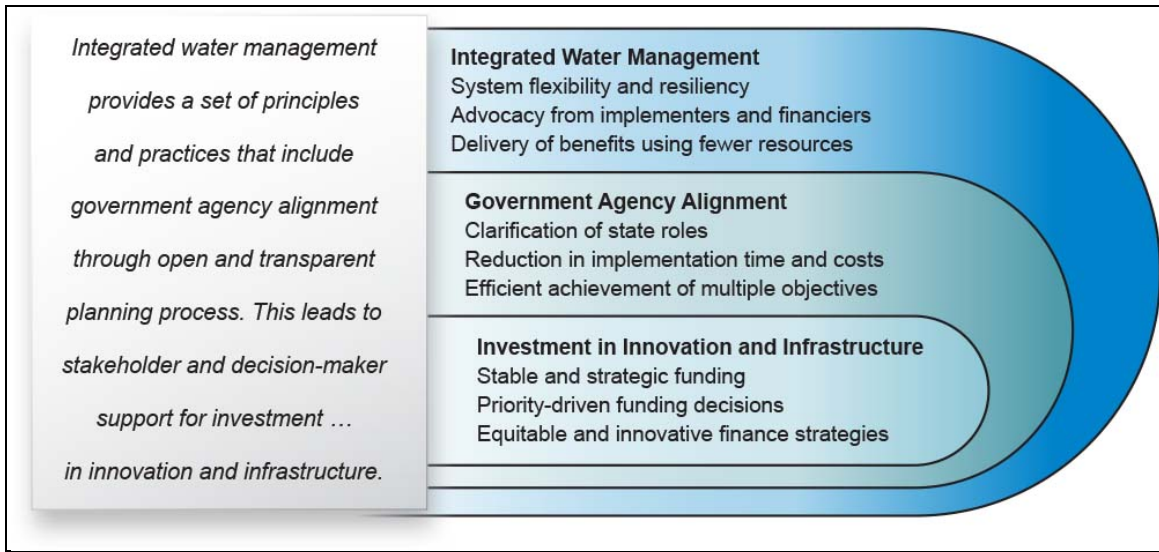 Integrated water management
provides a set of principles
and practices that include
government agency alignment
through open and transparent
planning process. This leads to
stakeholder and decision-maker
support for investment …
in innovation and infrastructure.
Integrated Water Management
System flexibility and resiliency
Advocacy from implementers and financiers
Delivery of benefits using fewer resources
Government Agency Alignment
Clarification of state roles
Reduction in implementation time and costs
Efficient achievement of multiple objectives
Investment in Innovation and Infrastructure
Stable and strategic funding
Priority-driven funding decisions
Equitable and innovative finance strategies